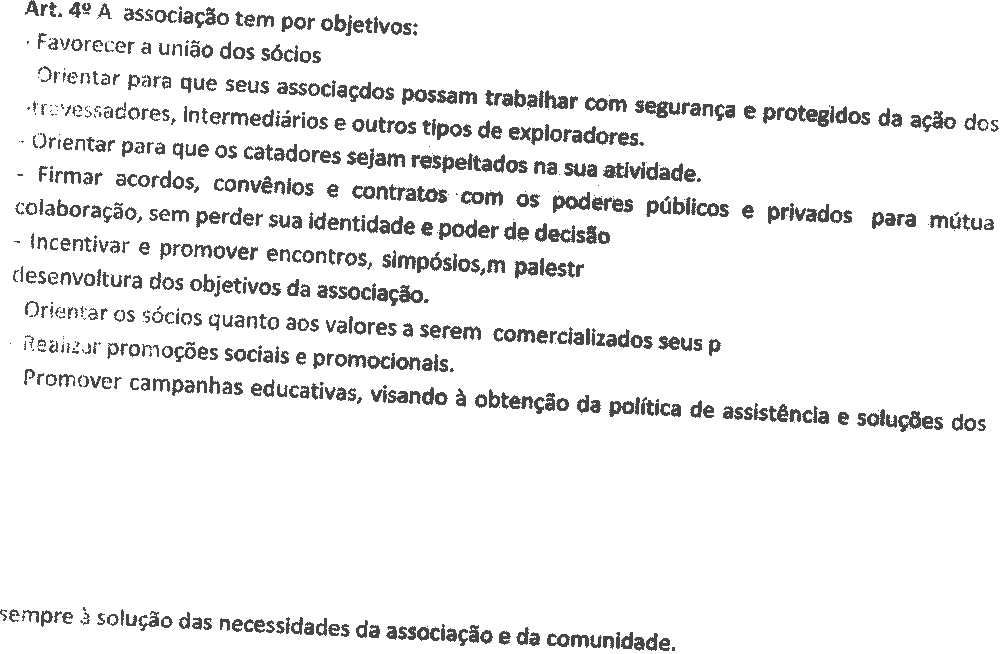 Art. 4º A associação tem por objetivos:
· Favorecer a união dos sócios
Orientar para que seus associaçdos possam trabalhar com segurança e protegidos da ação dos
travessadores, intermediários e outros tipos de exploradores.
- Orientar para que os catadores sejam respeitados na sua atividade.
- Firmar acordos, convênios e contratos com os poderes públicos e privados para mútua
colaboração, sem perder sua identidade e poder de decisão
- Incentivar e promover encontros, simpósios,m palestr
desenvoltura dos objetivos da associação.
Orientar os sócios quanto aos valores a serem comercializados seus p
- Realizar promoções sociais e promocionais.
Promover campanhas educativas, visando à obtenção da política de assistência e soluções dos
sempre à solução das necessidades da associação e da comunidade.